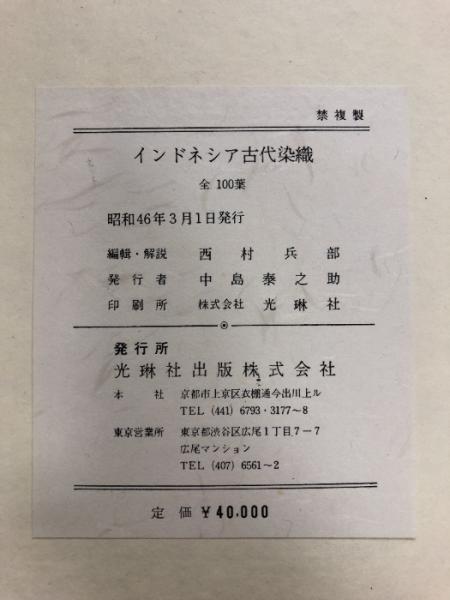 禁複製
インドネシア古代染織
全 100葉
昭和46年3月1日発行
編輯・解説 西村兵部
発行者 中島泰之助
印刷所 株式会社 光琳社
発行所
光琳社出版株式会社
本社 京都市上京区衣棚通今出川上ル
TEL (441) 6793・3177~8
東京営業所 東京都渋谷区広尾1丁目7-7
広尾マンション
TEL (407) 6561~2
定価 ¥40,000